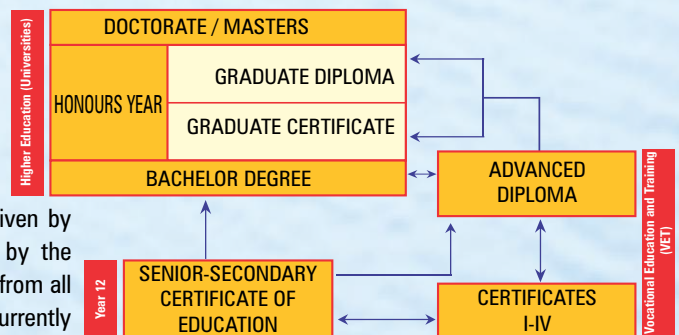 Higher Education (Universities)
DOCTORATE / MASTERS
HONOURS YEAR
GRADUATE DIPLOMA
GRADUATE CERTIFICATE
BACHELOR DEGREE
ADVANCED
DIPLOMA
Vocational Education and Training
(VET)
iven by
by the
from all
urrently
Year 12
SENIOR-SECONDARY
CERTIFICATE OF
EDUCATION
CERTIFICATES
I-IV